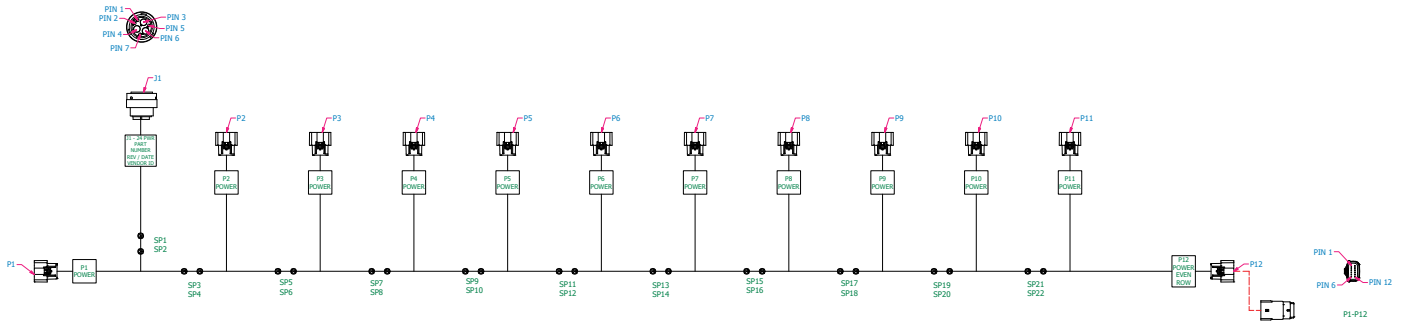 PIN 1
PIN 2
PIN 3
PIN 4
PIN 5
PIN 6
PIN 7
J1
J1 - 24 PWR
PART
NUMBER
REV / DATE
VENDOR ID
P2
P3
P4
P5
P6
P7
P8
P9
P10
P11
P2
POWER
P3
POWER
P4
POWER
P5
POWER
P6
POWER
P7
POWER
P8
POWER
P9
POWER
P10
POWER
P11
POWER
SP1
SP2
P1
P1
POWER
SP3
SP4
SP5
SP6
SP7
SP8
SP9
SP10
SP11
SP12
SP13
SP14
SP15
SP16
SP17
SP18
SP19
SP20
SP21
SP22
P12
POWER
EVEN
ROW
P12
PIN 1
PIN 6
PIN 12
P1-P12